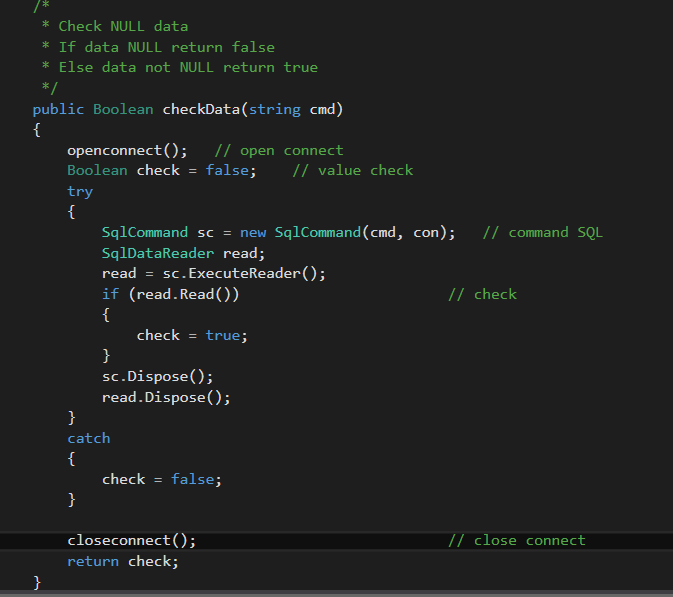 /*
 * Check NULL data
 * If data NULL return false
 * Else data not NULL return true
 */
public Boolean checkData(string cmd)
{
    openconnect();   // open connect
    Boolean check = false;    // value check
    try
    {
        SqlCommand sc = new SqlCommand(cmd, con);   // command SQL
        SqlDataReader read;
        read = sc.ExecuteReader();
        if (read.Read())                        // check
        {
            check = true;
        }
        sc.Dispose();
        read.Dispose();
    }
    catch
    {
        check = false;
    }

    closeconnect();                             // close connect
    return check;
}